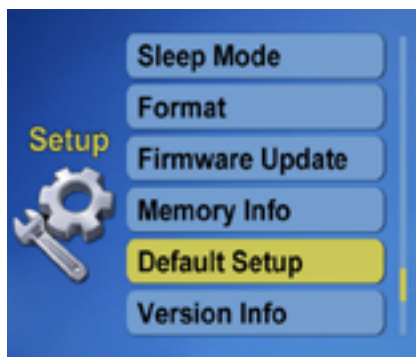 Sleep Mode
Format
Setup
Firmware Update
Memory Info
Default Setup
Version Info